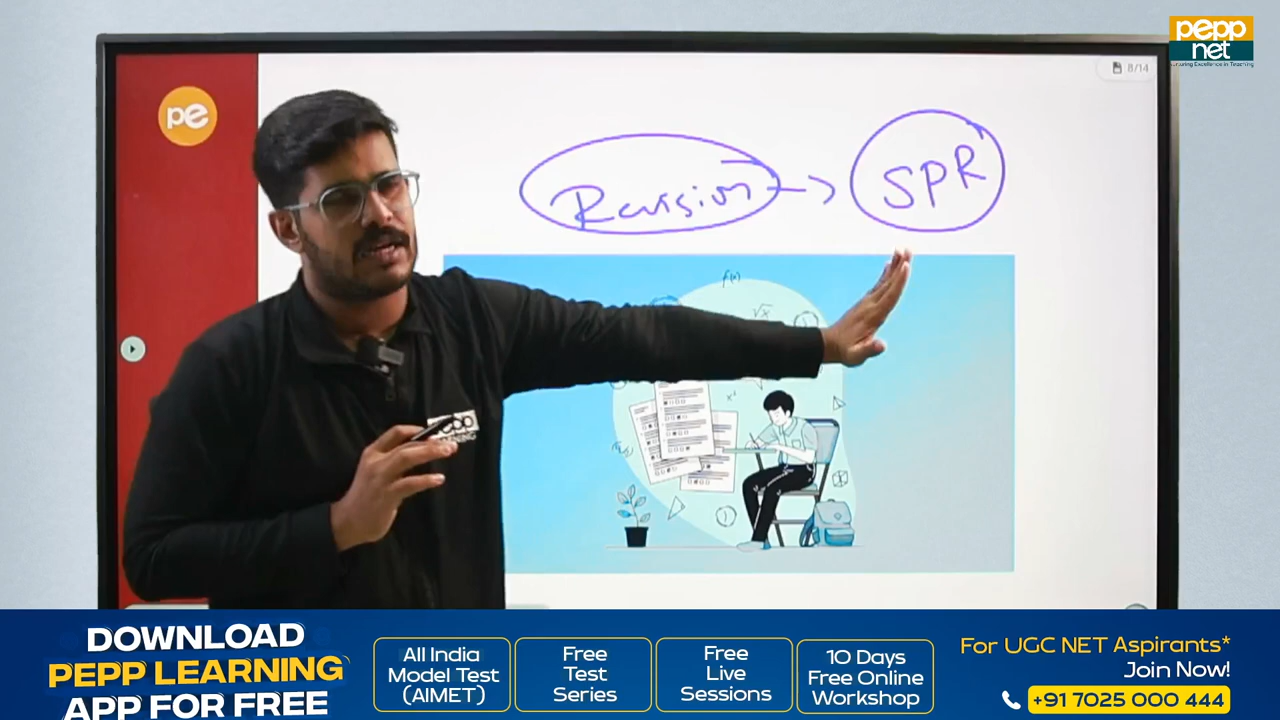 pepp
net
8/14
pe
Revision -> SPR
f(x)
√x
x²
DOWNLOAD
PEPP LEARNING
APP FOR FREE
All India
Model Test
(AIMET)
Free
Test
Series
Free
Live
Sessions
10 Days
Free Online
Workshop
For UGC NET Aspirants*
Join Now!
+91 7025 000 444